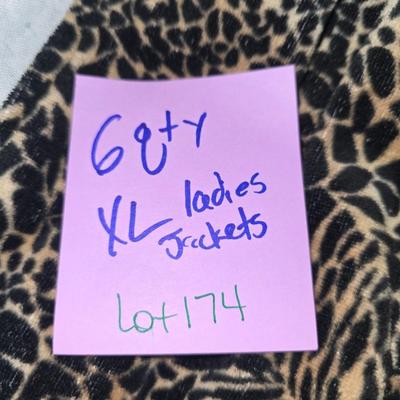 6 qty
XL ladies
Jackets
Lot 174